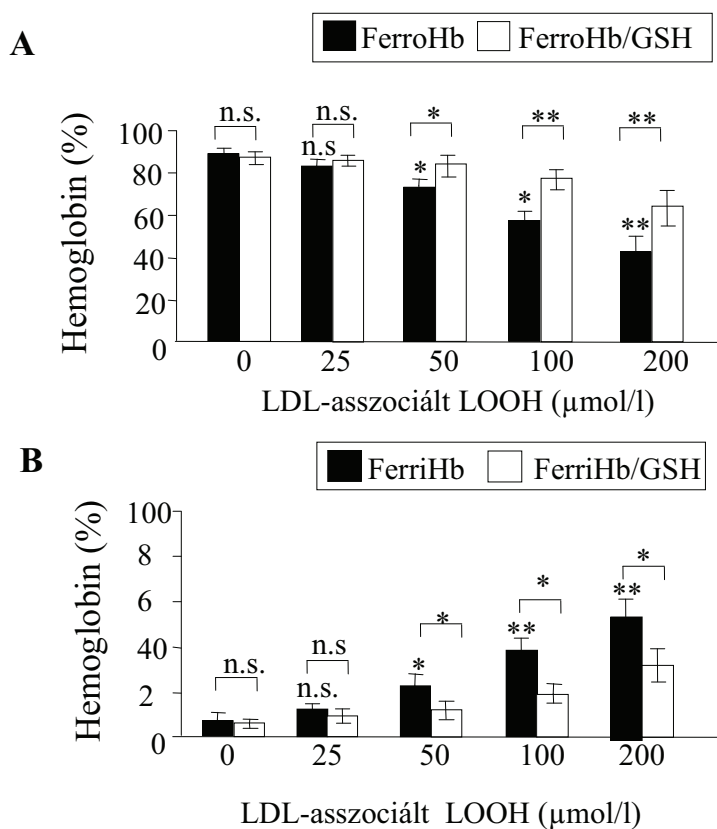 A
FerroHb FerroHb/GSH
n.s. n.s. * ** **
n.s * * **
Hemoglobin (%)
100
80
60
40
20
0
0 25 50 100 200
LDL-asszociált LOOH (µmol/l)
B
FerriHb FerriHb/GSH
n.s. n.s * * *
n.s. * ** **
Hemoglobin (%)
100
8
6
40
2
0
0 25 50 100 200
LDL-asszociált LOOH (µmol/l)